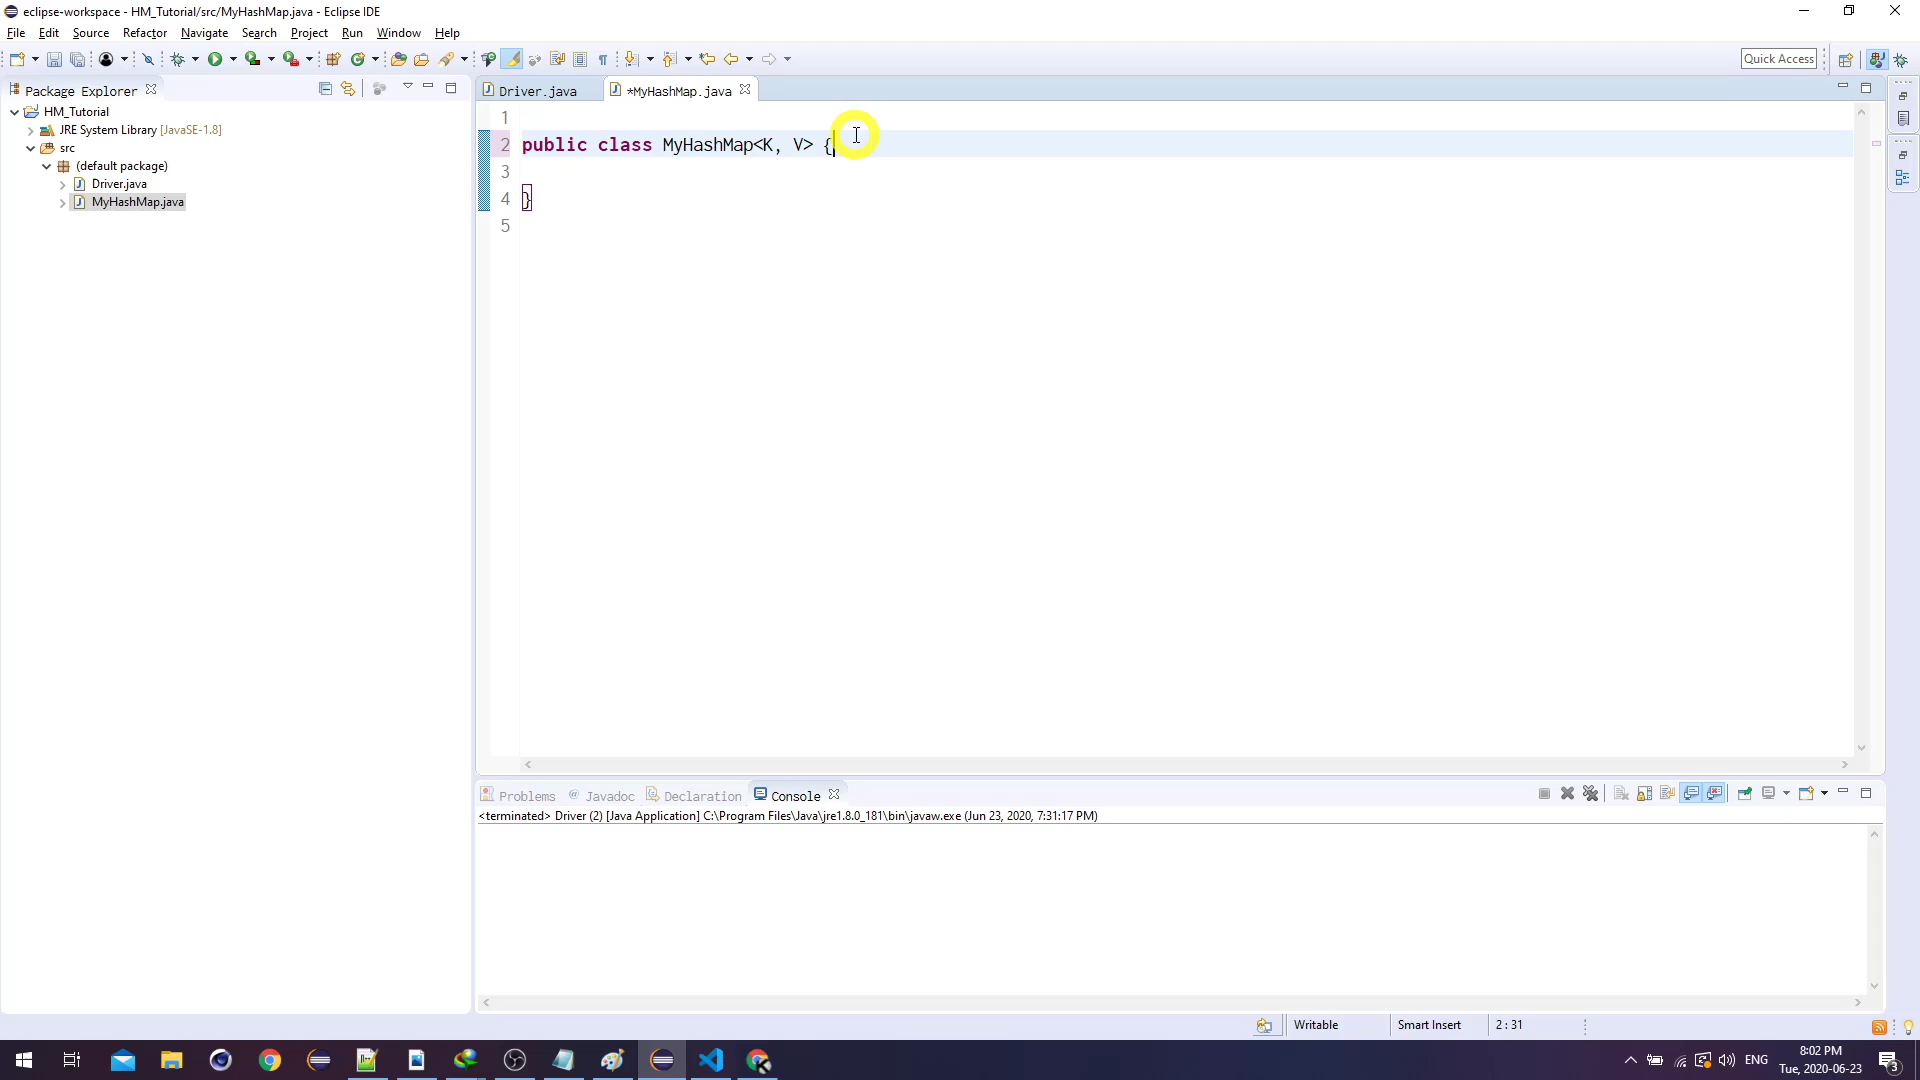 eclipse-workspace - HM_Tutorial/src/MyHashMap.java - Eclipse IDE
File Edit Source Refactor Navigate Search Project Run Window Help
Quick Access
Package Explorer
Driver.java
*MyHashMap.java
HM_Tutorial
JRE System Library [JavaSE-1.8]
src
(default package)
Driver.java
MyHashMap.java
1
2 public class MyHashMap<K, V> {
3
4 }
5
Problems @ Javadoc Declaration Console
<terminated> Driver (2) [Java Application] C:\Program Files\Java\jre1.8.0_181\bin\javaw.exe (Jun 23, 2020, 7:31:17 PM)
Writable Smart Insert 2 : 31
ENG
8:02 PM
Tue, 2020-06-23
3